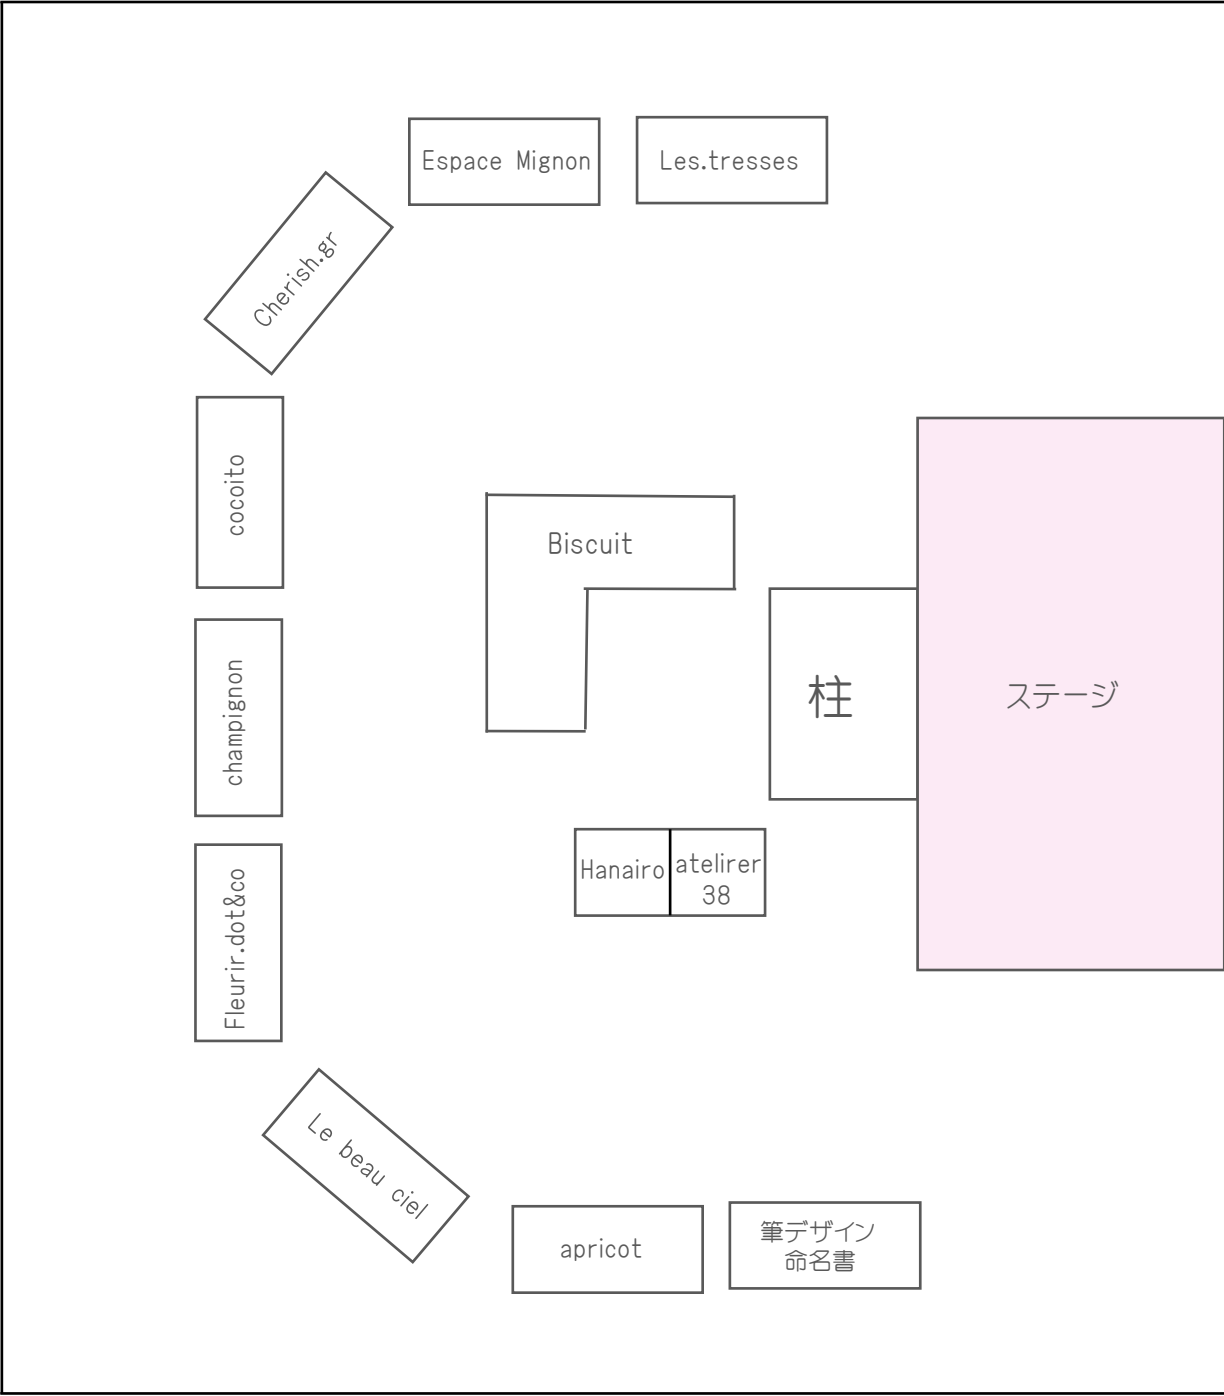 Espace Mignon
Les.tresses
Cherish.gr
cocoito
Biscuit
champignon
柱
ステージ
Hanairo
atelirer
38
Fleurir.dot&co
Le beau ciel
apricot
筆デザイン
命名書